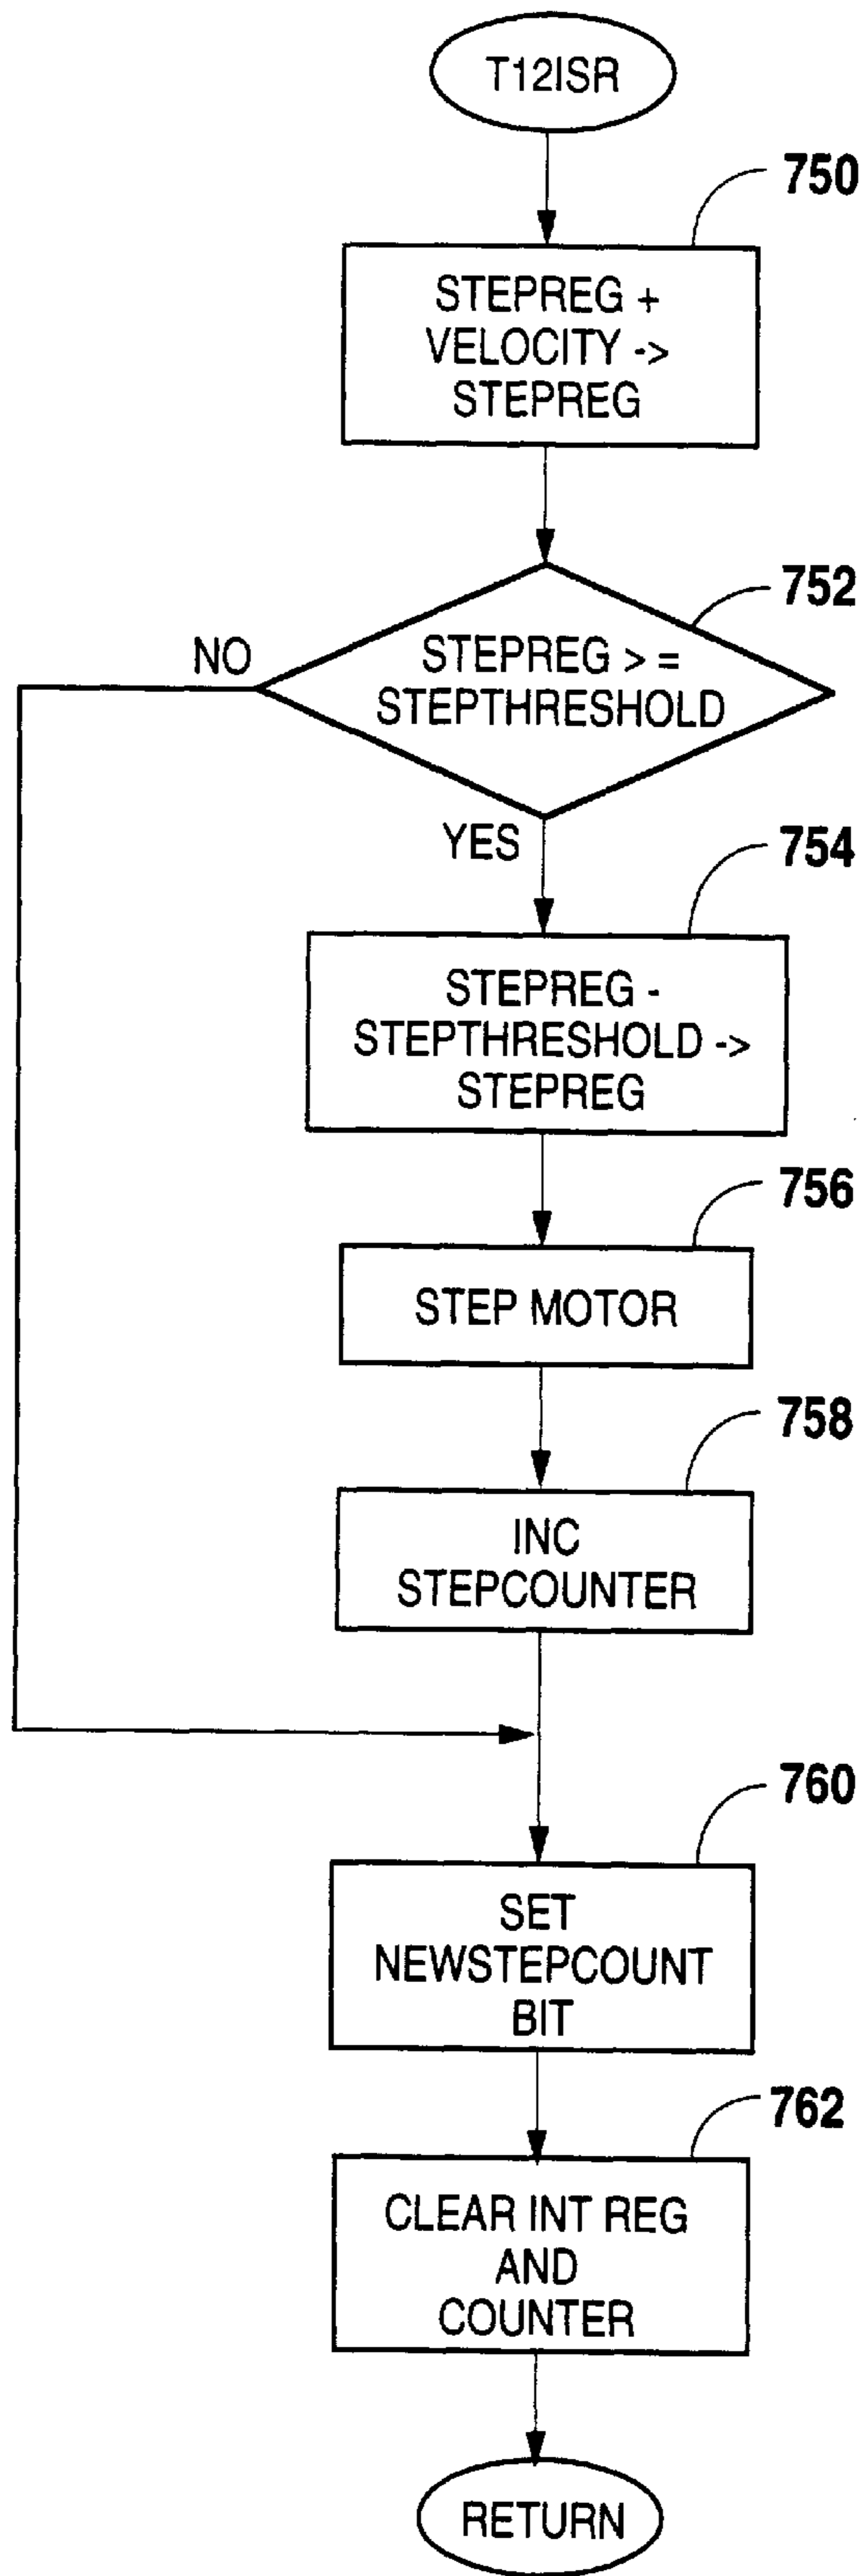 T12ISR
750
STEPREG +
VELOCITY ->
STEPREG
752
NO
STEPREG > =
STEPTHRESHOLD
YES
754
STEPREG -
STEPTHRESHOLD ->
STEPREG
756
STEP MOTOR
758
INC
STEPCOUNTER
760
SET
NEWSTEPCOUNT
BIT
762
CLEAR INT REG
AND
COUNTER
RETURN